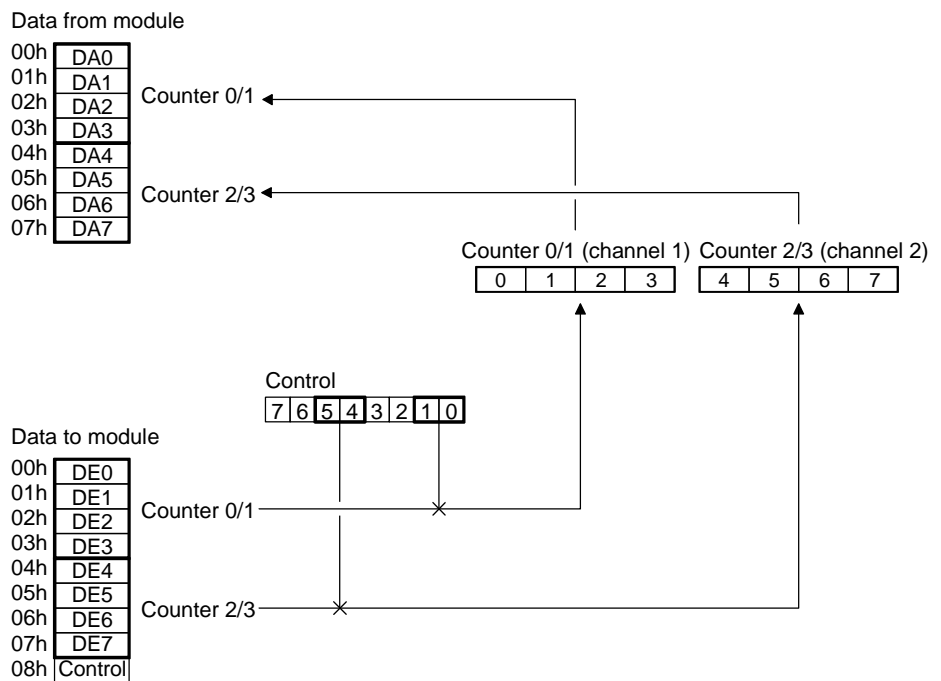 Data from module
00h DA0
01h DA1
02h DA2
03h DA3
04h DA4
05h DA5
06h DA6
07h DA7
Counter 0/1
Counter 2/3
Counter 0/1 (channel 1)
0 1 2 3
Counter 2/3 (channel 2)
4 5 6 7
Control
7 6 5 4 3 2 1 0
Data to module
00h DE0
01h DE1
02h DE2
03h DE3
04h DE4
05h DE5
06h DE6
07h DE7
08h Control
Counter 0/1
Counter 2/3